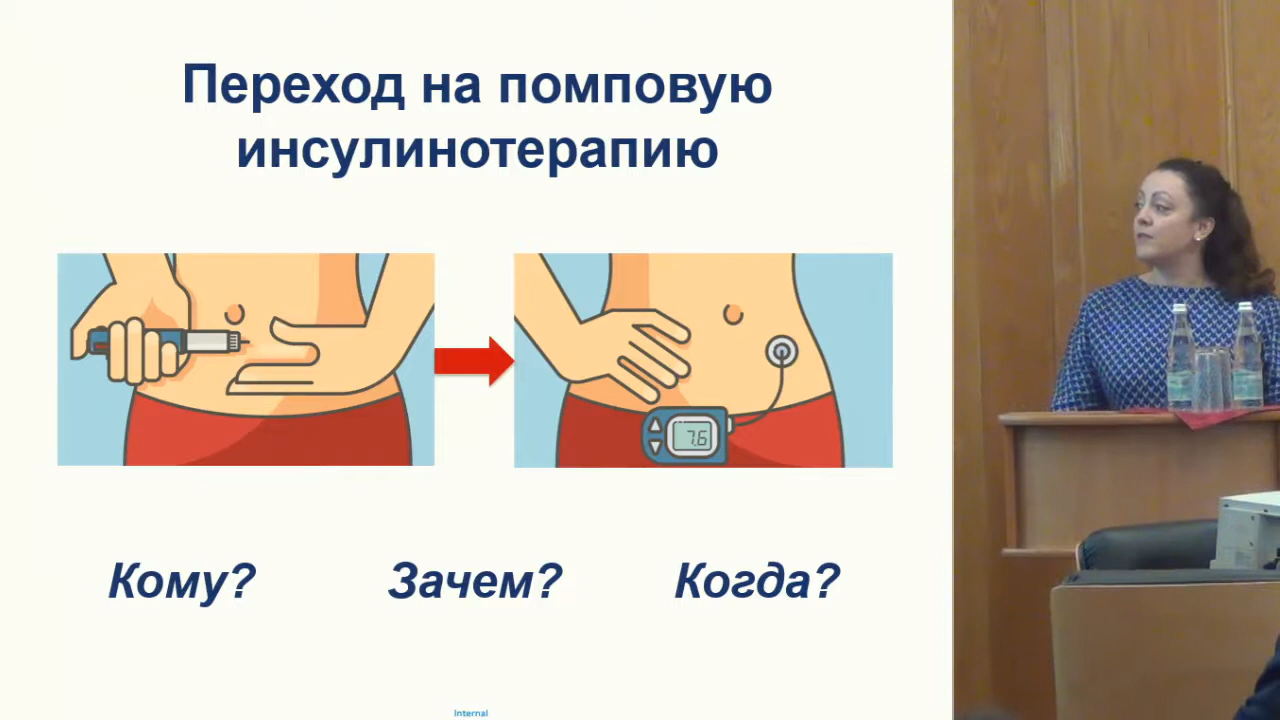 Переход на помповую
инсулинотерапию
7.6
Кому? Зачем? Когда?
Internal